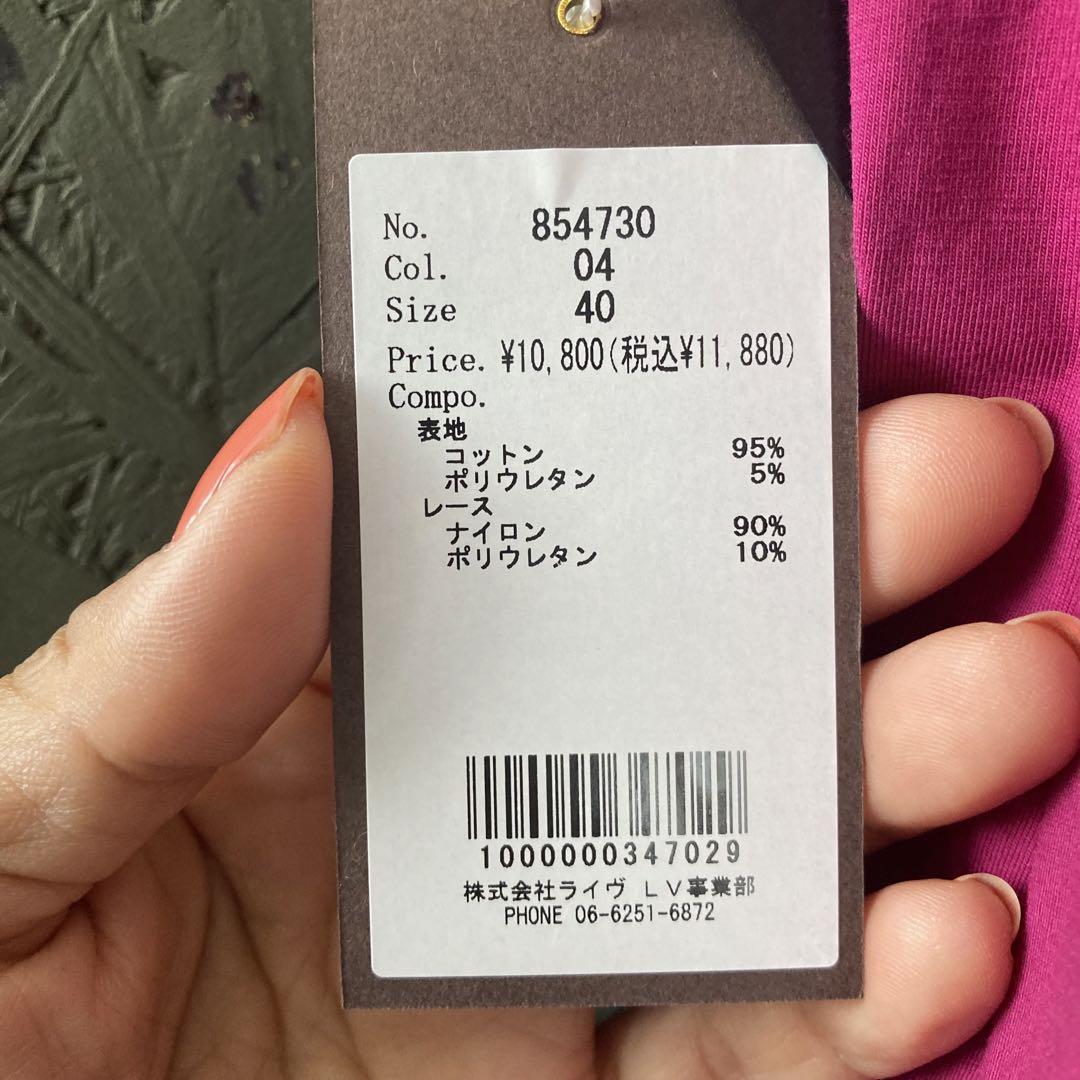 No. 854730
Col. 04
Size 40
Price. ¥10,800(税込¥11,880)
Compo.
表地
コットン 95%
ポリウレタン 5%
レース
ナイロン 90%
ポリウレタン 10%
1000000347029
株式会社ライヴ LV事業部
PHONE 06-6251-6872